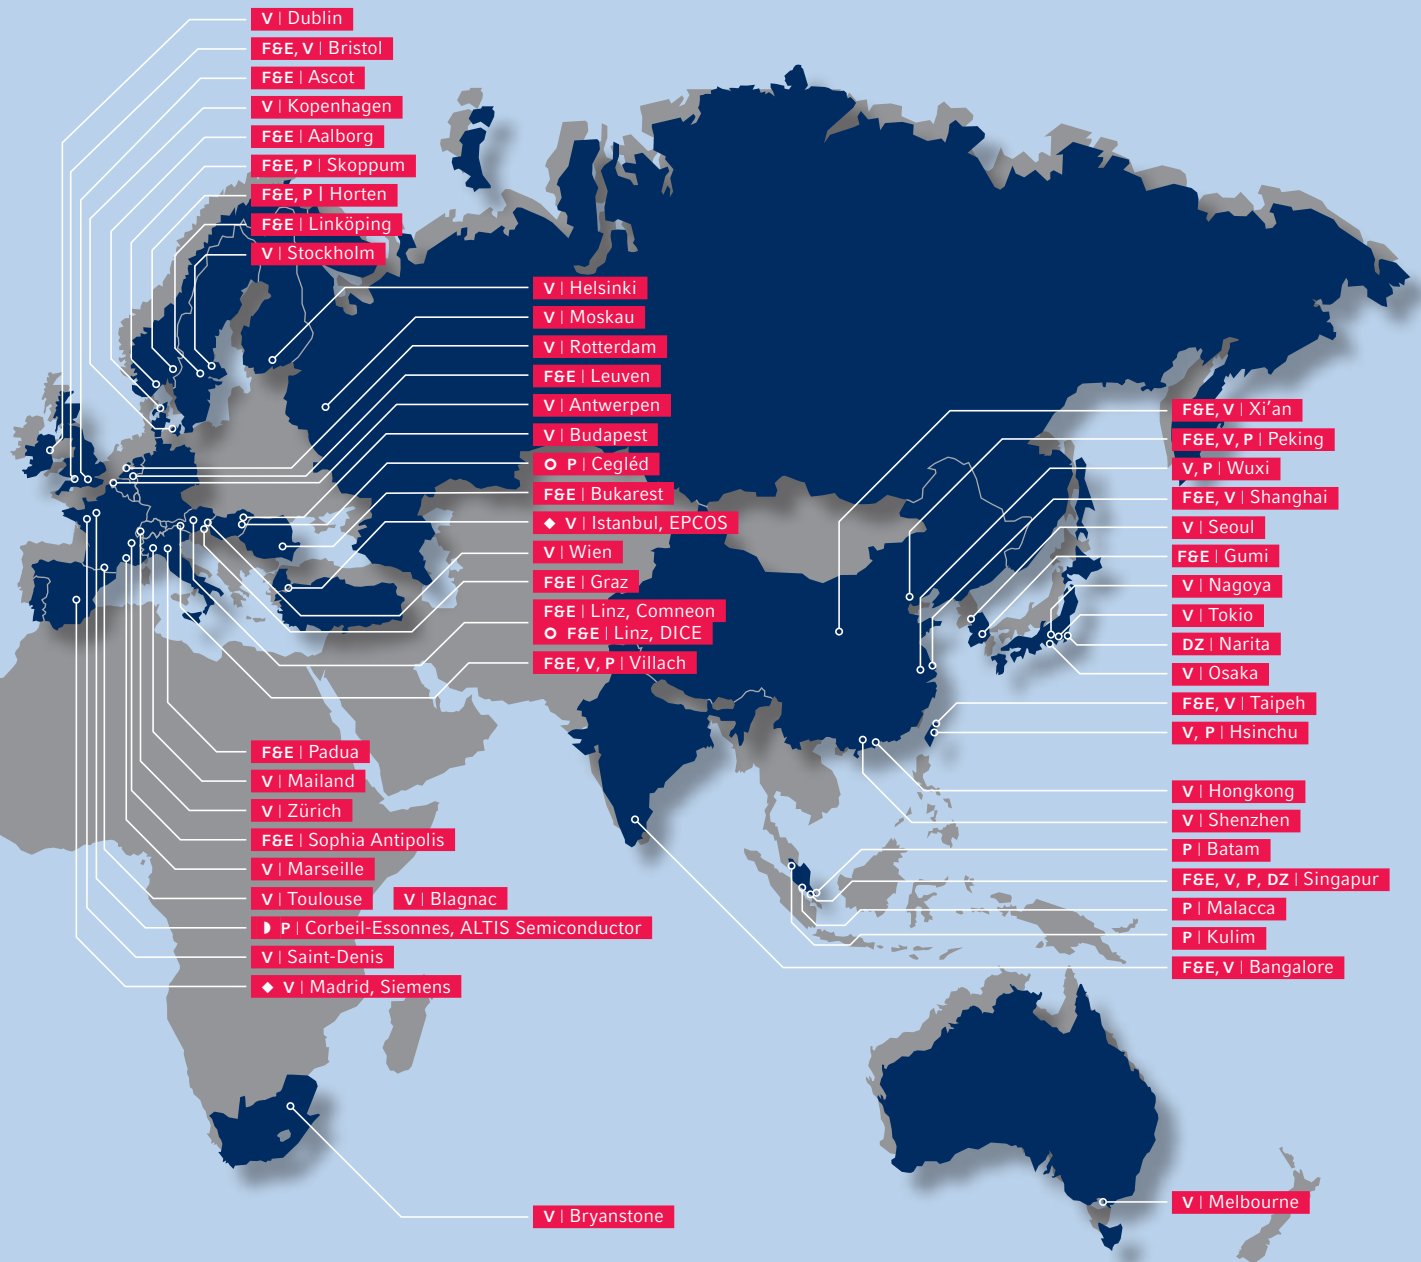 V | Dublin
F&E, V | Bristol
F&E | Ascot
V | Kopenhagen
F&E | Aalborg
F&E, P | Skoppum
F&E, P | Horten
F&E | Linköping
V | Stockholm
V | Helsinki
V | Moskau
V | Rotterdam
F&E | Leuven
V | Antwerpen
V | Budapest
O P | Cegléd
F&E | Bukarest
◆ V | Istanbul, EPCOS
V | Wien
F&E | Graz
F&E | Linz, Comneon
O F&E | Linz, DICE
F&E, V, P | Villach
F&E | Padua
V | Mailand
V | Zürich
F&E | Sophia Antipolis
V | Marseille
V | Toulouse V | Blagnac
◗ P | Corbeil-Essonnes, ALTIS Semiconductor
V | Saint-Denis
◆ V | Madrid, Siemens
V | Bryanstone
F&E, V | Xi’an
F&E, V, P | Peking
V, P | Wuxi
F&E, V | Shanghai
V | Seoul
F&E | Gumi
V | Nagoya
V | Tokio
DZ | Narita
V | Osaka
F&E, V | Taipeh
V, P | Hsinchu
V | Hongkong
V | Shenzhen
P | Batam
F&E, V, P, DZ | Singapur
P | Malacca
P | Kulim
F&E, V | Bangalore
V | Melbourne